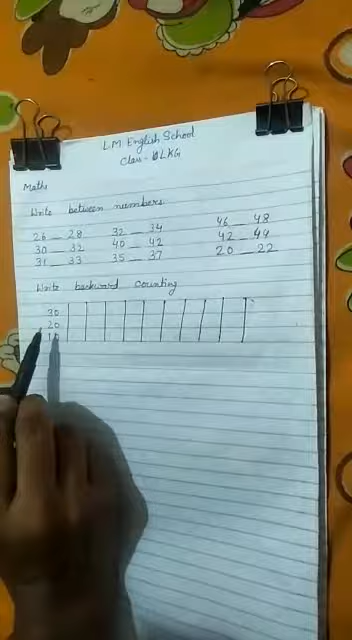 L.M. English School
Class - LKG
Maths
Write between numbers
26 __ 28 32 __ 34 46 __ 48
30 __ 32 40 __ 42 42 __ 44
31 __ 33 35 __ 37 20 __ 22
Write backward counting
30
20
10